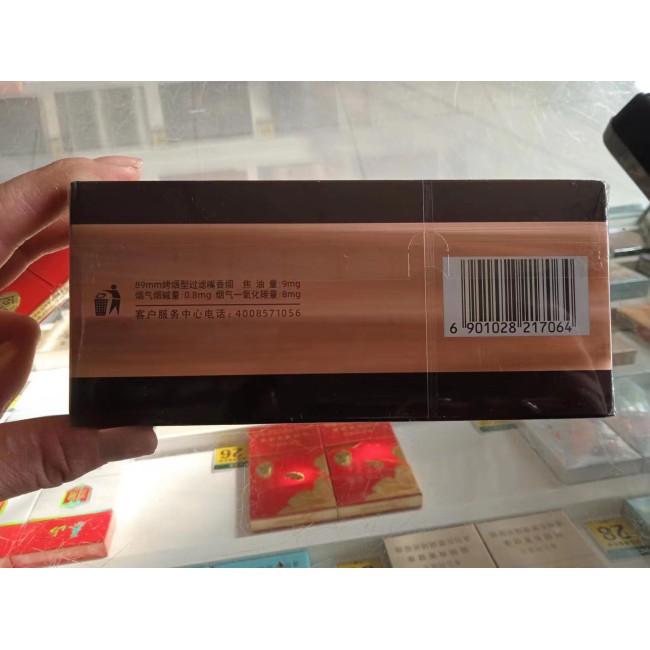 89mm烤烟型过滤嘴香烟 焦油量:9mg
烟气烟碱量:0.8mg 烟气一氧化碳量:8mg
客户服务中心电话:4008571056
6 901028 217064
26
28